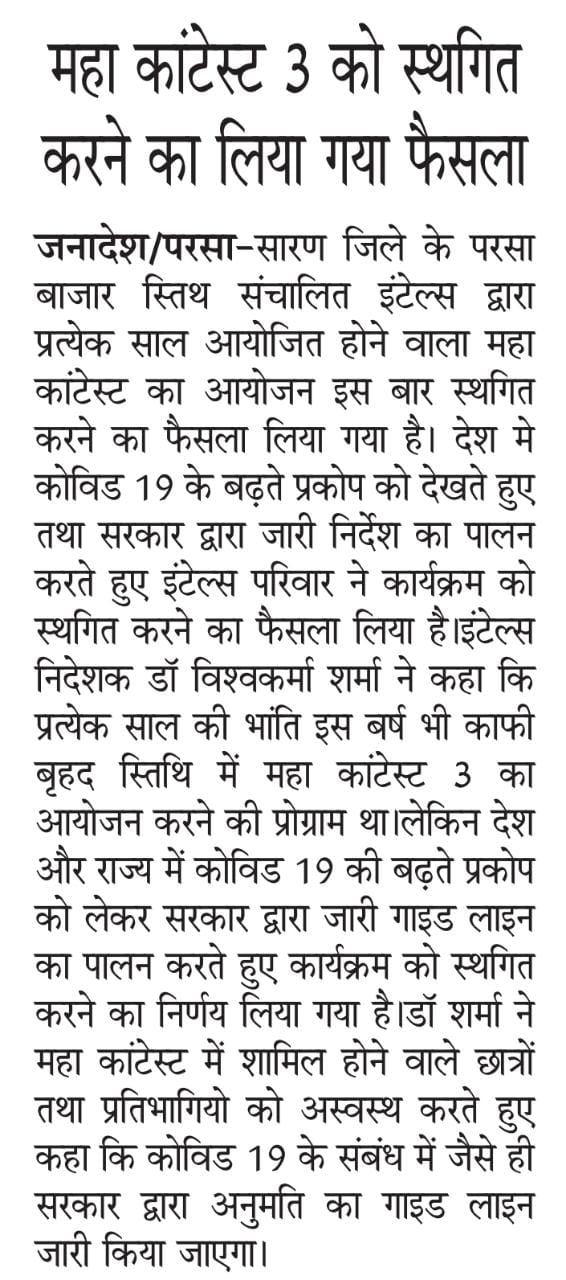 महा कांटेस्ट 3 को स्थगित
करने का लिया गया फैसला
जनादेश/परसा-सारण जिले के परसा
बाजार स्तिथ संचालित इंटेल्स द्वारा
प्रत्येक साल आयोजित होने वाला महा
कांटेस्ट का आयोजन इस बार स्थगित
करने का फैसला लिया गया है। देश मे
कोविड 19 के बढ़ते प्रकोप को देखते हुए
तथा सरकार द्वारा जारी निर्देश का पालन
करते हुए इंटेल्स परिवार ने कार्यक्रम को
स्थगित करने का फैसला लिया है।इंटेल्स
निदेशक डॉ विश्वकर्मा शर्मा ने कहा कि
प्रत्येक साल की भांति इस बर्ष भी काफी
बृहद स्तिथि में महा कांटेस्ट 3 का
आयोजन करने की प्रोग्राम था।लेकिन देश
और राज्य में कोविड 19 की बढ़ते प्रकोप
को लेकर सरकार द्वारा जारी गाइड लाइन
का पालन करते हुए कार्यक्रम को स्थगित
करने का निर्णय लिया गया है।डॉ शर्मा ने
महा कांटेस्ट में शामिल होने वाले छात्रों
तथा प्रतिभागियो को अस्वस्थ करते हुए
कहा कि कोविड 19 के संबंध में जैसे ही
सरकार द्वारा अनुमति का गाइड लाइन
जारी किया जाएगा।